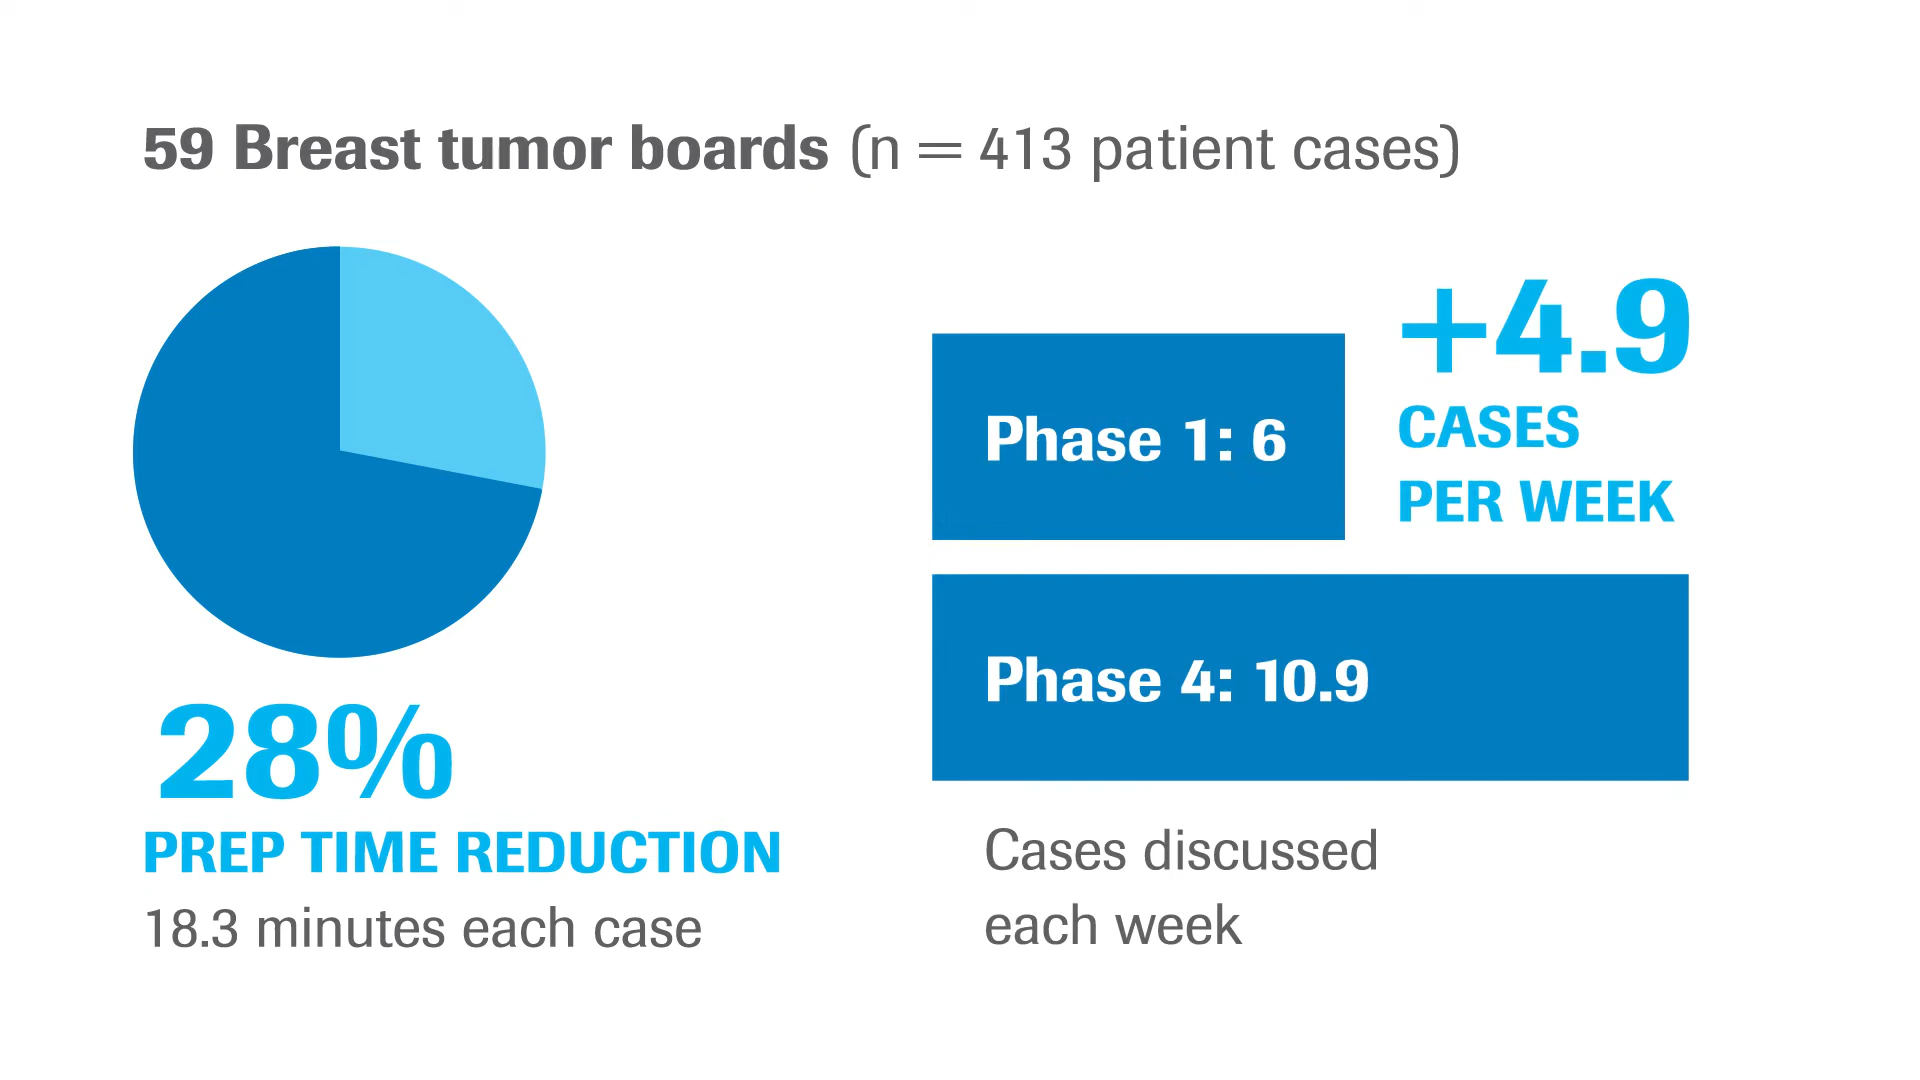 59 Breast tumor boards (n = 413 patient cases)
28%
PREP TIME REDUCTION
18.3 minutes each case
Phase 1: 6
+4.9
CASES
PER WEEK
Phase 4: 10.9
Cases discussed
each week